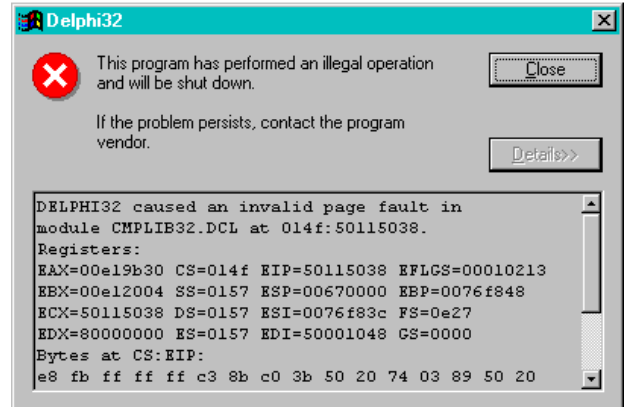 Delphi32
This program has performed an illegal operation
and will be shut down.
If the problem persists, contact the program
vendor.
Close
Details>>
DELPHI32 caused an invalid page fault in
module CMPLIB32.DCL at 014f:50115038.
Registers:
EAX=00e19b30 CS=014f EIP=50115038 EFLGS=00010213
EBX=00e12004 SS=0157 ESP=00670000 EBP=0076f848
ECX=50115038 DS=0157 ESI=0076f83c FS=0e27
EDX=80000000 ES=0157 EDI=50001048 GS=0000
Bytes at CS:EIP:
e8 fb ff ff ff c3 8b c0 3b 50 20 74 03 89 50 20